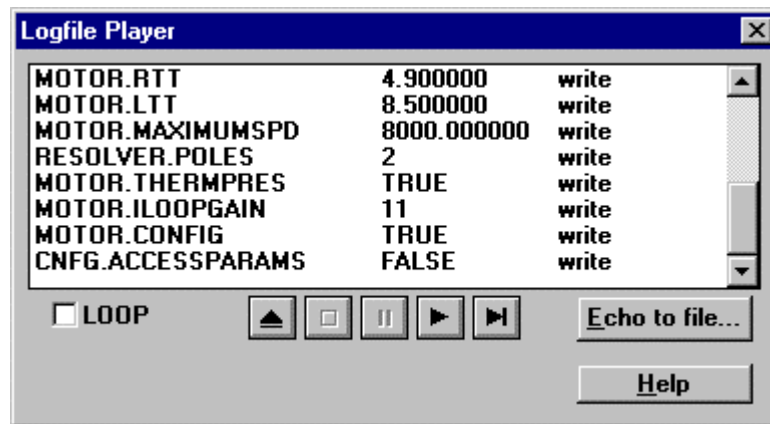 Logfile Player
MOTOR.RTT 4.900000 write
MOTOR.LTT 8.500000 write
MOTOR.MAXIMUMSPD 8000.000000 write
RESOLVER.POLES 2 write
MOTOR.THERMPRES TRUE write
MOTOR.ILOOPGAIN 11 write
MOTOR.CONFIG TRUE write
CNFG.ACCESSPARAMS FALSE write
LOOP
Echo to file...
Help